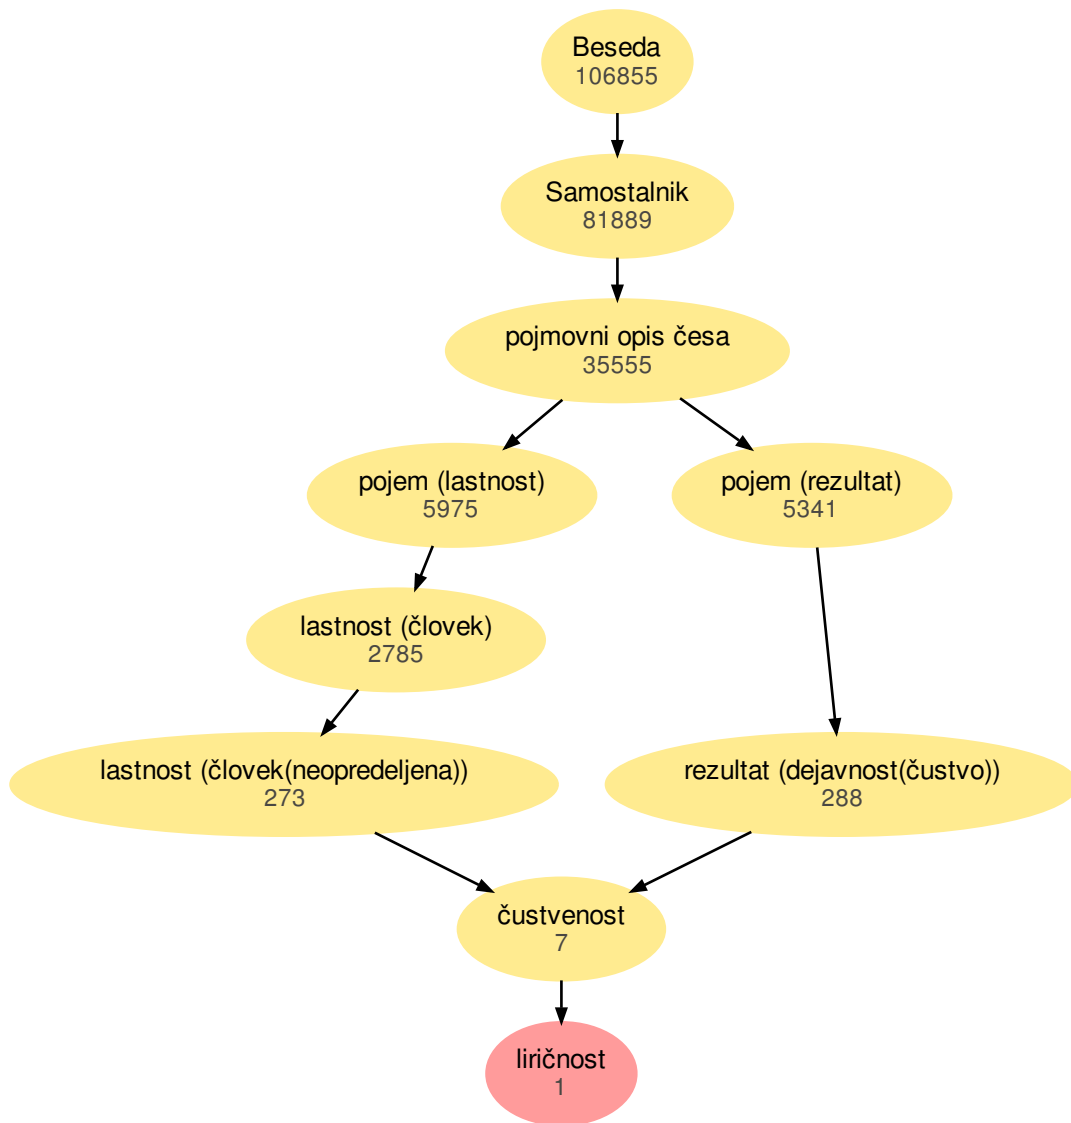 Beseda
106855
Samostalnik
81889
pojmovni opis česa
35555
pojem (lastnost)
5975
pojem (rezultat)
5341
lastnost (človek)
2785
lastnost (človek(neopredeljena))
273
rezultat (dejavnost(čustvo))
288
čustvenost
7
liričnost
1